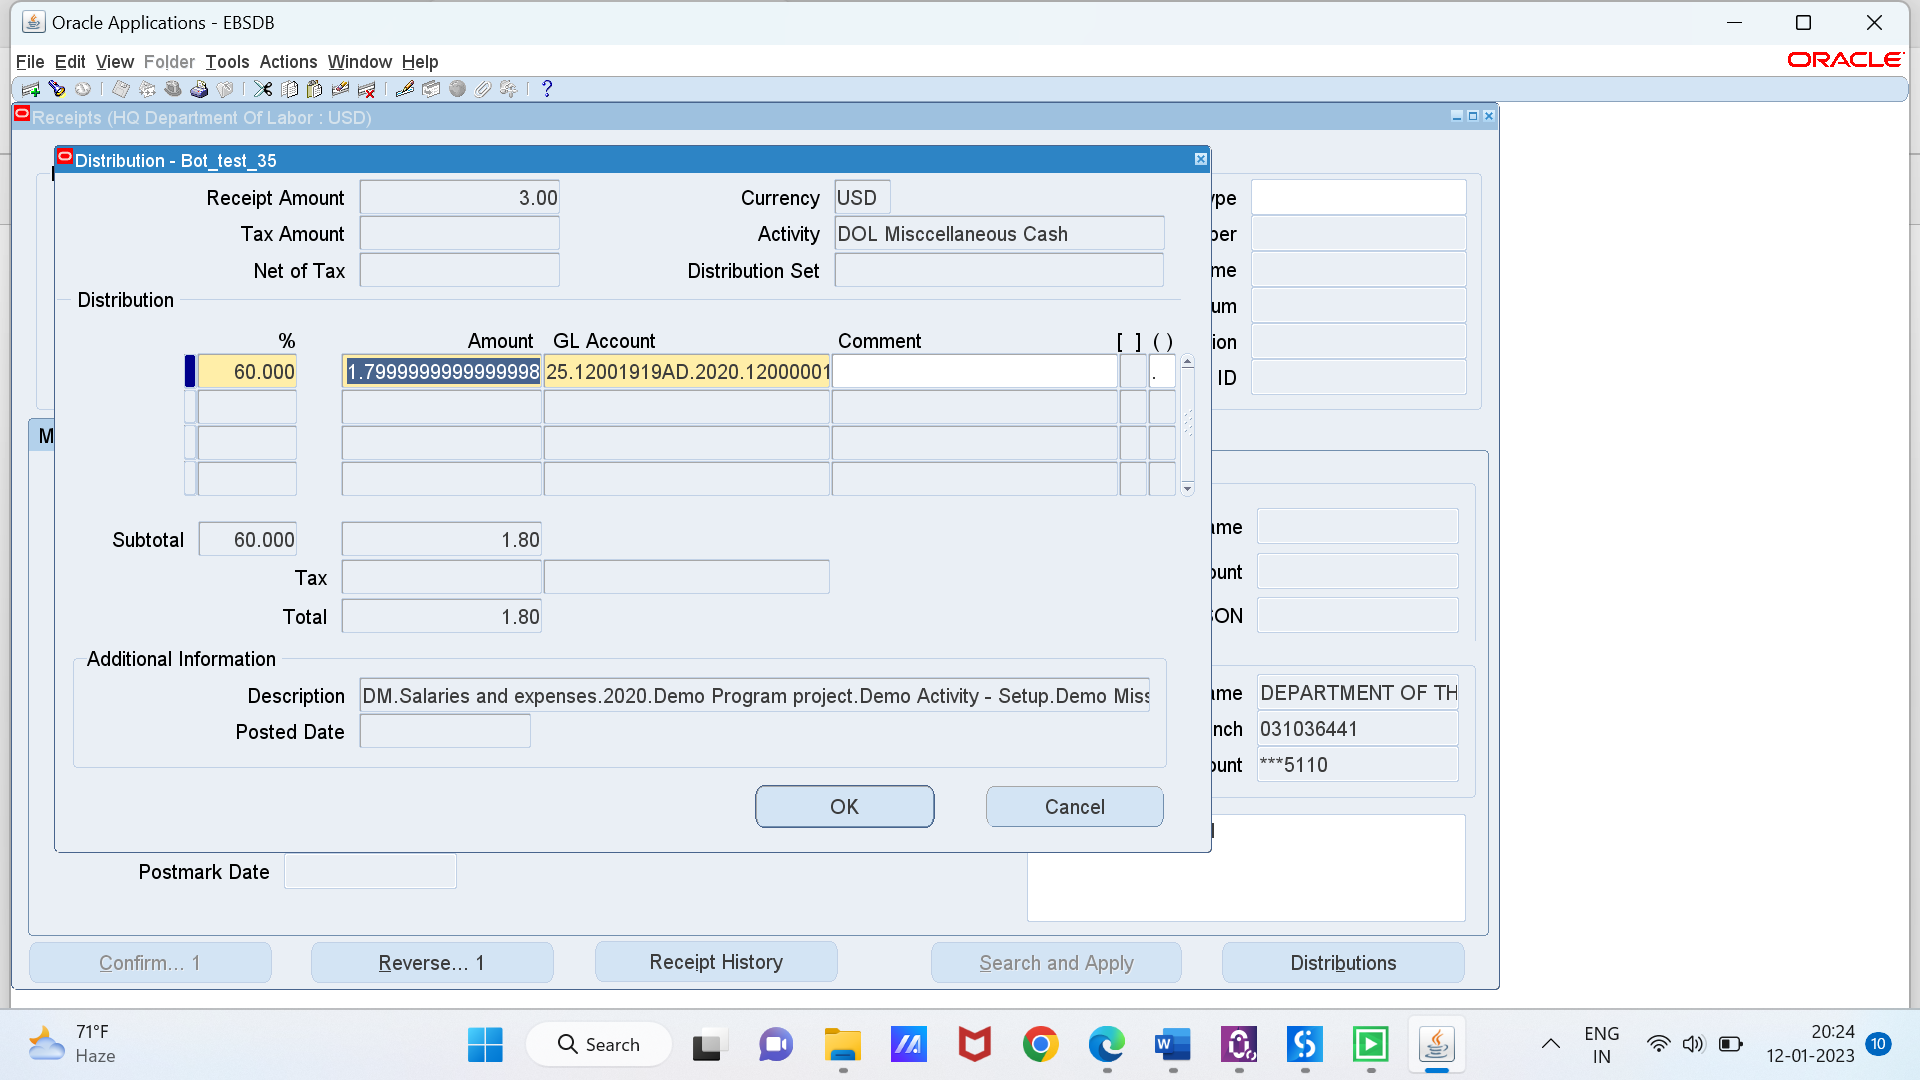 Oracle Applications - EBSDB
File Edit View Folder Tools Actions Window Help
ORACLE
?
Receipts (HQ Department Of Labor : USD)
Distribution - Bot_test_35
Receipt Amount 3.00 Currency USD
Tax Amount Activity DOL Misccellaneous Cash
Net of Tax Distribution Set
ype
ber
me
um
ion
ID
Distribution
% Amount GL Account Comment [ ] ( )
60.000 1.7999999999999998 25.12001919AD.2020.12000001 .
M
Subtotal 60.000 1.80
Tax
Total 1.80
ame
ount
SON
Additional Information
Description DM.Salaries and expenses.2020.Demo Program project.Demo Activity - Setup.Demo Miss
Posted Date
ame DEPARTMENT OF TH
nch 031036441
ount ***5110
OK Cancel
Postmark Date
Confirm... 1 Reverse... 1 Receipt History Search and Apply Distributions
71°F
Haze
Search
ENG
IN
20:24
12-01-2023
10